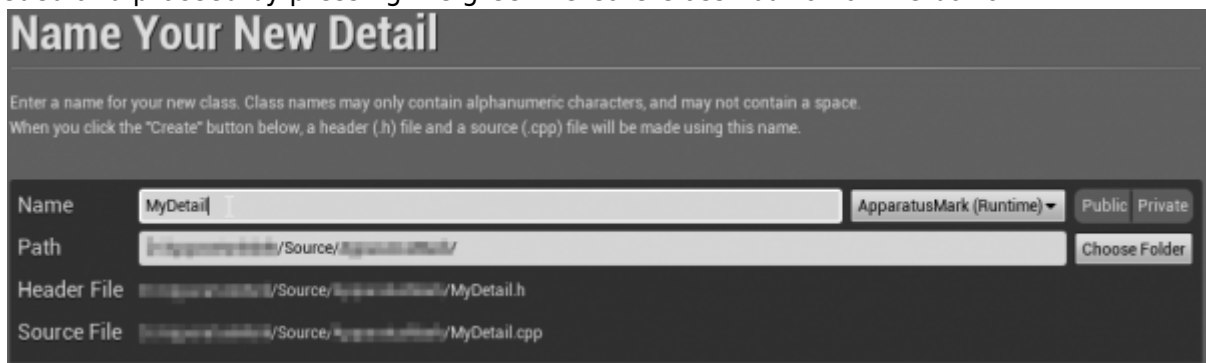 Name Your New Detail
Enter a name for your new class. Class names may only contain alphanumeric characters, and may not contain a space.
When you click the "Create" button below, a header (.h) file and a source (.cpp) file will be made using this name.
Name MyDetail ApparatusMark (Runtime) Public Private
Path /Source/ / Choose Folder
Header File /Source/ /MyDetail.h
Source File /Source/ /MyDetail.cpp